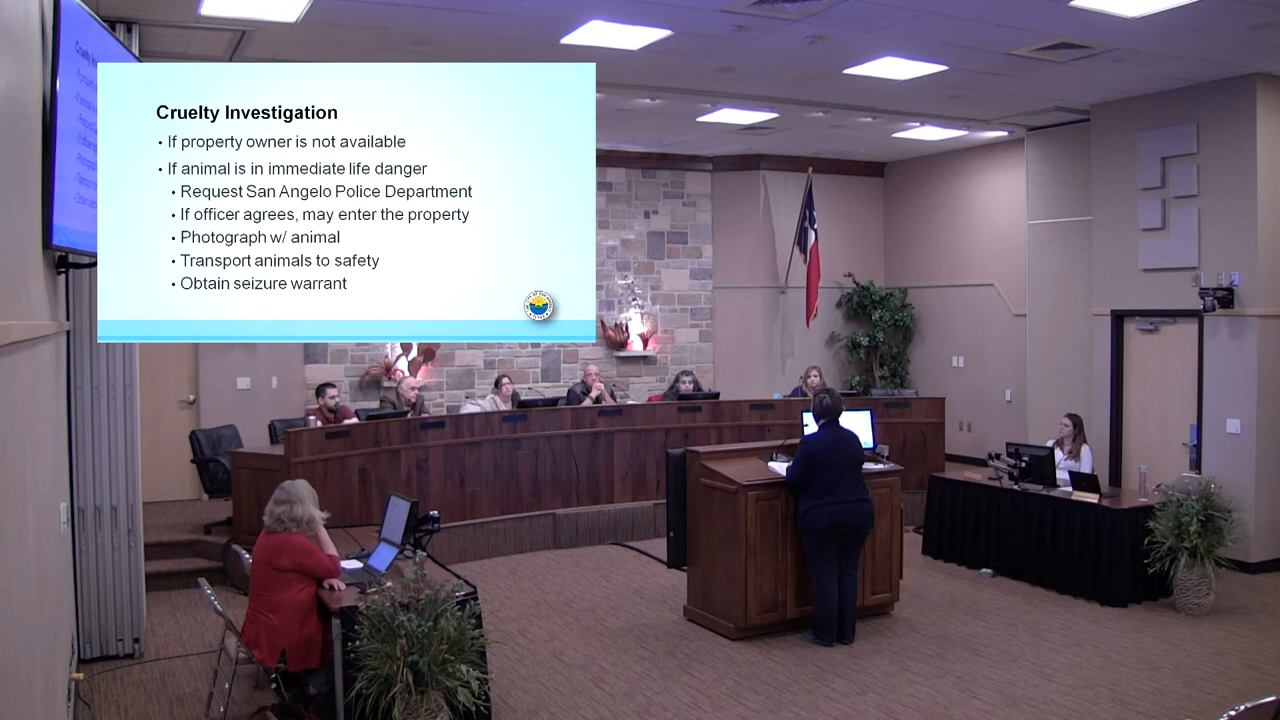 Cruelty Investigation
• If property owner is not available
• If animal is in immediate life danger
• Request San Angelo Police Department
• If officer agrees, may enter the property
• Photograph w/ animal
• Transport animals to safety
• Obtain seizure warrant